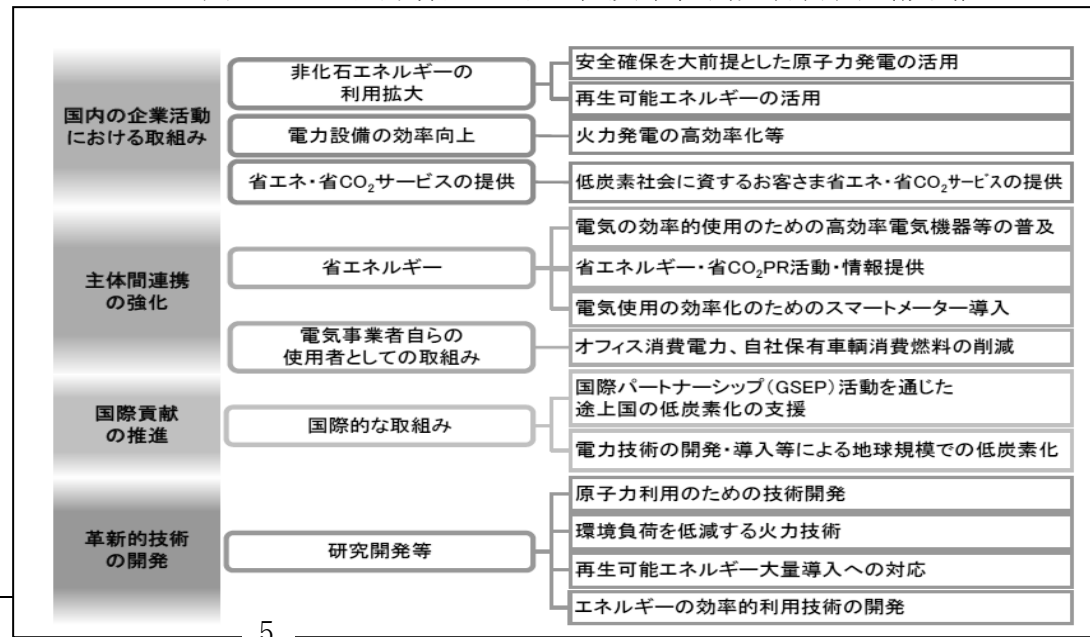 国内の企業活動
における取組み
非化石エネルギーの
利用拡大
安全確保を大前提とした原子力発電の活用
再生可能エネルギーの活用
電力設備の効率向上
火力発電の高効率化等
省エネ・省CO₂サービスの提供
低炭素社会に資するお客さま省エネ・省CO₂サービスの提供
主体間連携
の強化
省エネルギー
電気の効率的使用のための高効率電気機器等の普及
省エネルギー・省CO₂PR活動・情報提供
電気使用の効率化のためのスマートメーター導入
電気事業者自らの
使用者としての取組み
オフィス消費電力、自社保有車輌消費燃料の削減
国際貢献
の推進
国際的な取組み
国際パートナーシップ(GSEP)活動を通じた
途上国の低炭素化の支援
電力技術の開発・導入等による地球規模での低炭素化
革新的技術
の開発
研究開発等
原子力利用のための技術開発
環境負荷を低減する火力技術
再生可能エネルギー大量導入への対応
エネルギーの効率的利用技術の開発
5